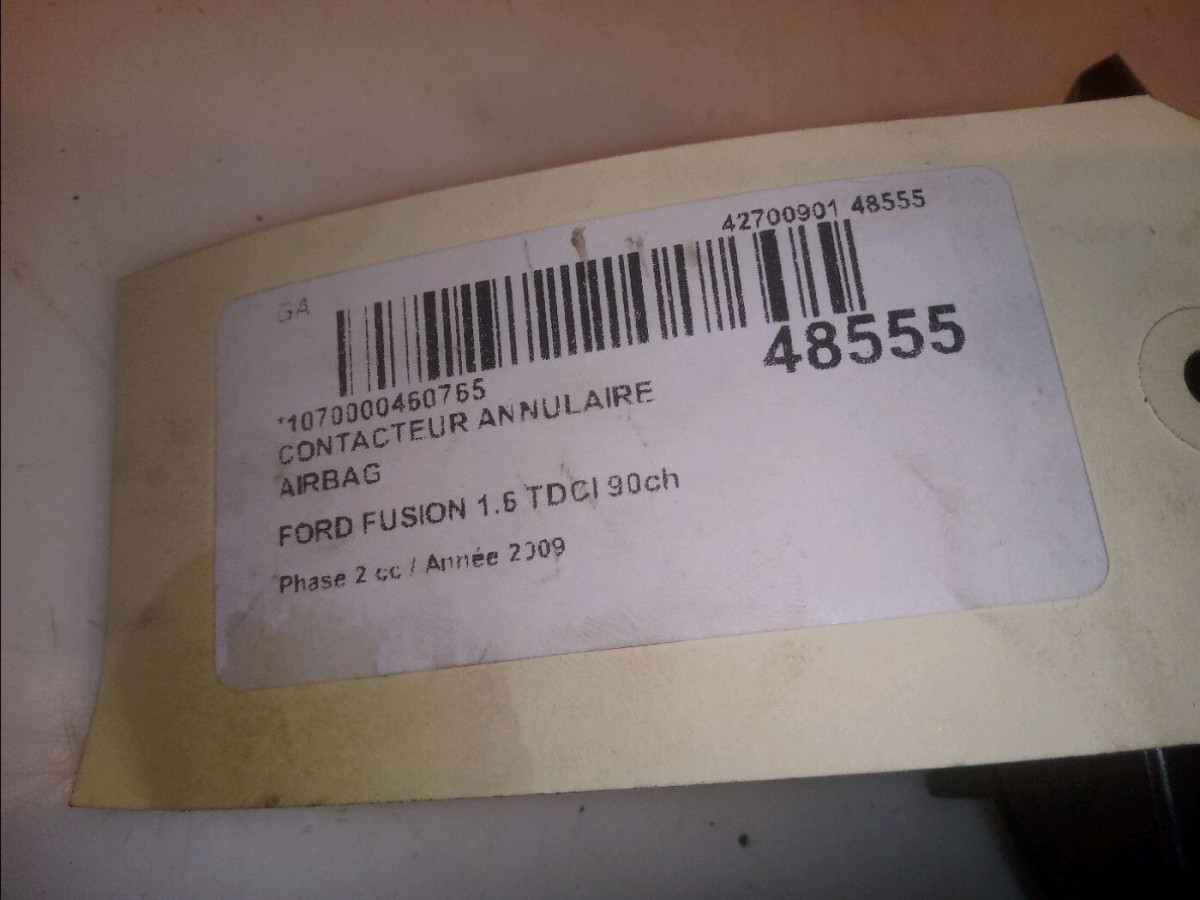 42700901 48555
GA
48555
*1070000460765
CONTACTEUR ANNULAIRE
AIRBAG
FORD FUSION 1.6 TDCI 90ch
Phase 2 cc / Année 2009